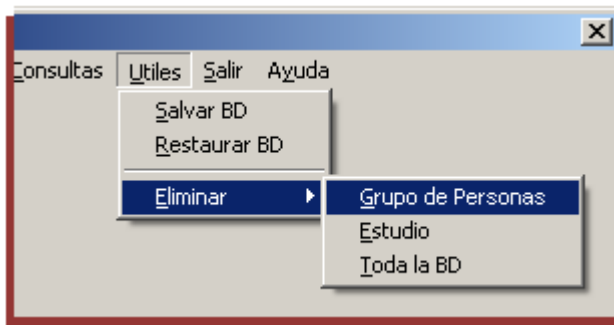 Consultas Utiles Salir Ayuda
Salvar BD
Restaurar BD
Eliminar
Grupo de Personas
Estudio
Toda la BD